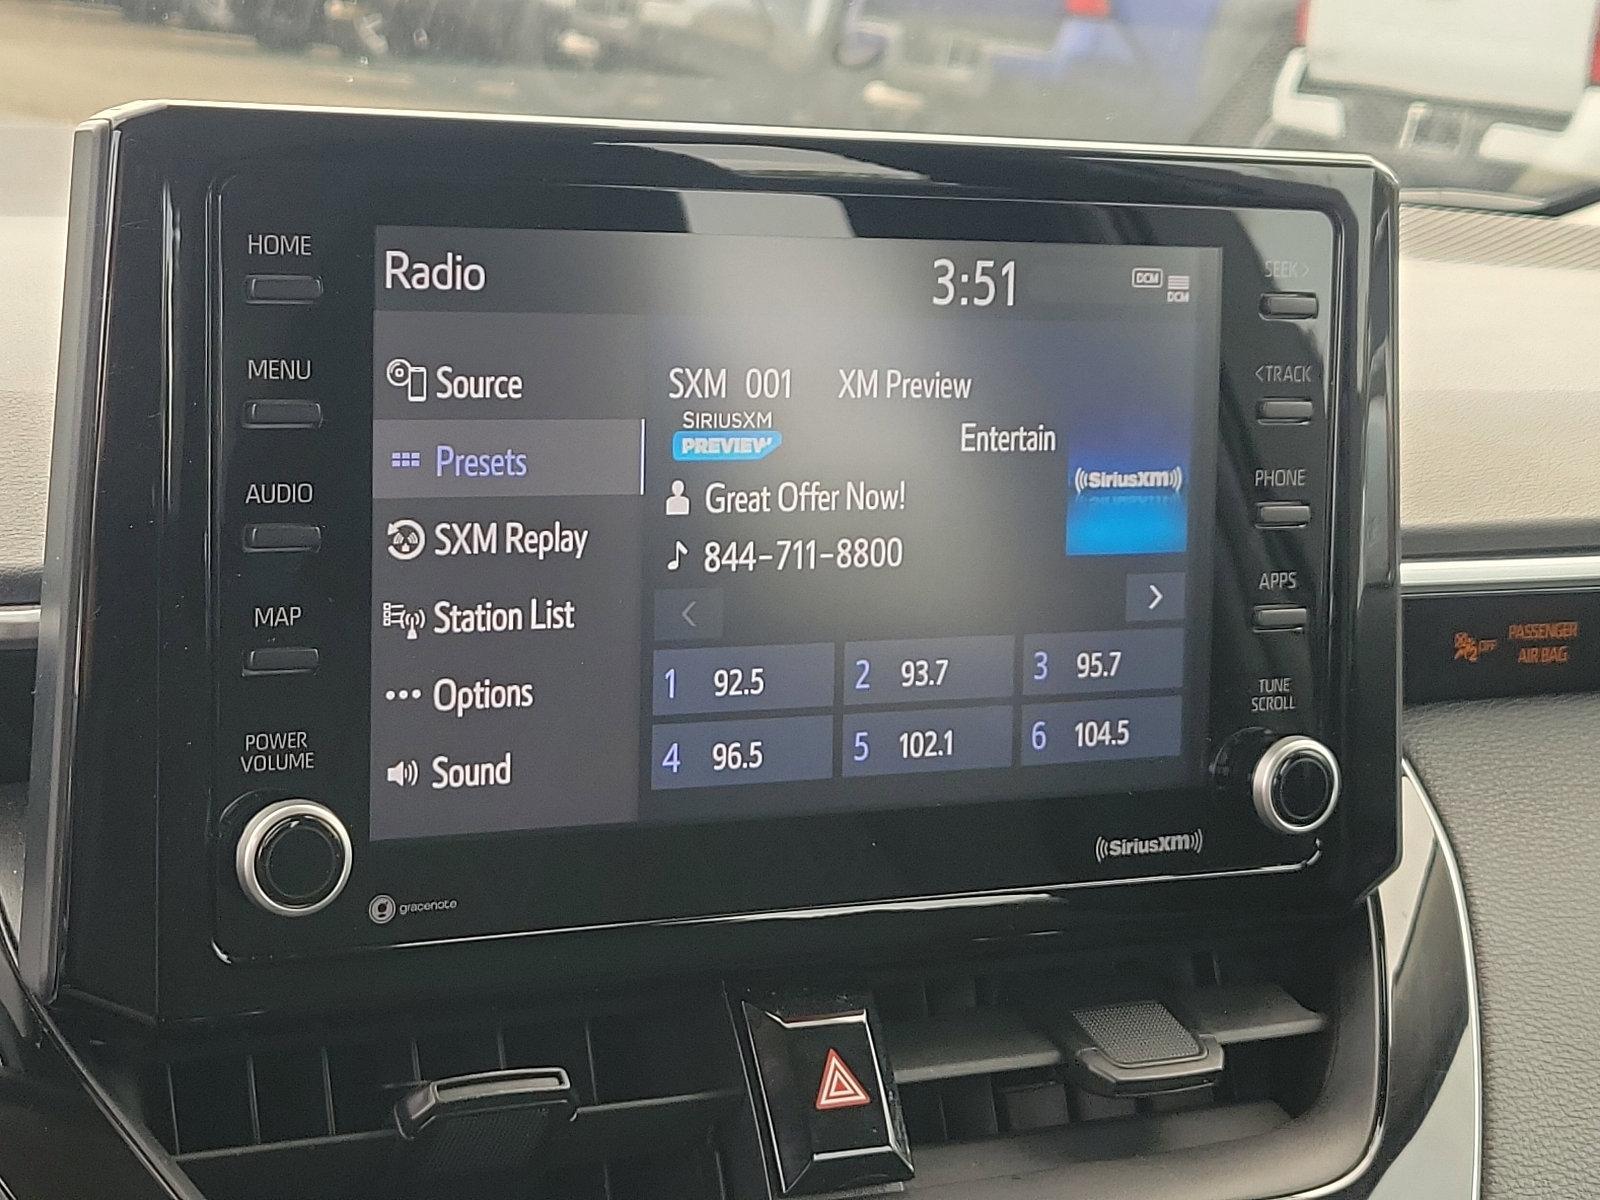 HOME
MENU
AUDIO
MAP
POWER
VOLUME
Radio
3:51
DCM
DCM
Source
Presets
SXM Replay
Station List
Options
Sound
SXM 001 XM Preview
SIRIUSXM
PREVIEW
Entertain
((SiriusXM))
Great Offer Now!
844-711-8800
<
>
1 92.5
2 93.7
3 95.7
4 96.5
5 102.1
6 104.5
SEEK >
< TRACK
PHONE
APPS
TUNE
SCROLL
gracenote
((SiriusXM))
2 OFF
PASSENGER
AIR BAG